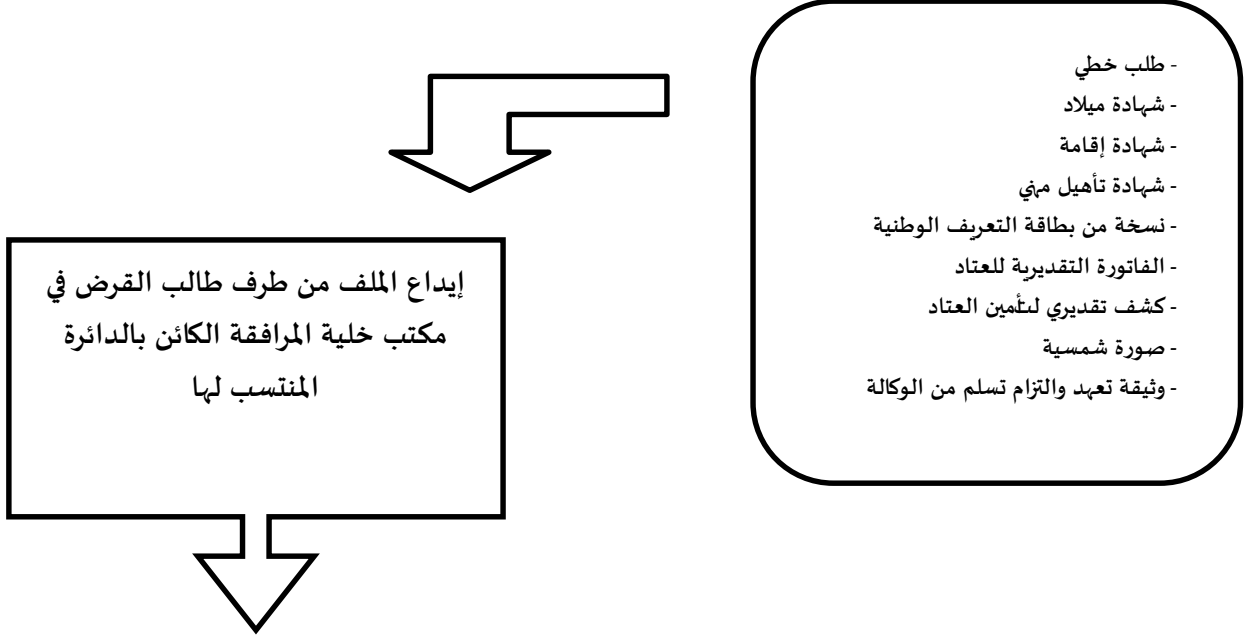 - طلب خطي
- شهادة ميلاد
- شهادة إقامة
- شهادة تأهيل مهني
- نسخة من بطاقة التعريف الوطنية
- الفاتورة التقديرية للعتاد
- كشف تقديري لتأمين العتاد
- صورة شمسية
- وثيقة تعهد والتزام تسلم من الوكالة
إيداع الملف من طرف طالب القرض في
مكتب خلية المرافقة الكائن بالدائرة
المنتسب لها